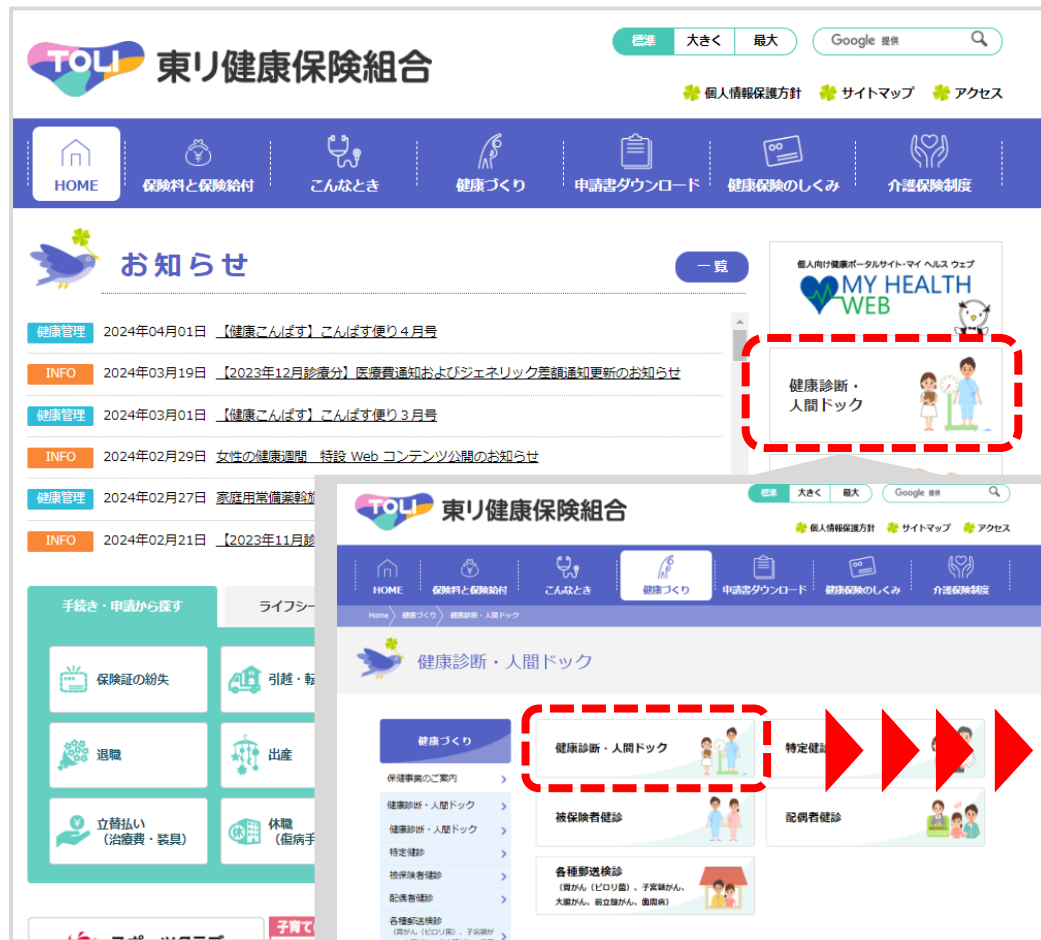 TOLI 東リ健康保険組合
標準 大きく 最大
Google 提供
個人情報保護方針 サイトマップ アクセス
HOME 保険料と保険給付 こんなとき 健康づくり 申請書ダウンロード 健康保険のしくみ 介護保険制度
お知らせ
一覧
健康管理 2024年04月01日 【健康こんぱす】こんぱす便り4月号
INFO 2024年03月19日 【2023年12月診療分】医療費通知およびジェネリック差額通知更新のお知らせ
健康管理 2024年03月01日 【健康こんぱす】こんぱす便り3月号
INFO 2024年02月29日 女性の健康週間 特設 Web コンテンツ公開のお知らせ
健康管理 2024年02月27日 家庭用常備薬斡旋
INFO 2024年02月21日 【2023年11月診
個人向け健康ポータルサイト・マイ ヘルス ウェブ
MY HEALTH
WEB
健康診断・
人間ドック
手続き・申請から探す
ライフシー
保険証の紛失
引越・転
退職
出産
立替払い
(治療費・装具)
休職
(傷病手
子育ての
TOLI 東リ健康保険組合
標準 大きく 最大
Google 提供
個人情報保護方針 サイトマップ アクセス
HOME 保険料と保険給付 こんなとき 健康づくり 申請書ダウンロード 健康保険のしくみ 介護保険制度
Home 健康づくり 健康診断・人間ドック
健康診断・人間ドック
健康づくり
保健事業のご案内
健康診断・人間ドック
健康診断・人間ドック
特定健診
被保険者健診
配偶者健診
各種郵送検診
(胃がん(ピロリ菌)、子宮頸が
健康診断・人間ドック
特定健
被保険者健診
配偶者健診
各種郵送検診
(胃がん(ピロリ菌)、子宮頸がん、
大腸がん、前立腺がん、歯周病)